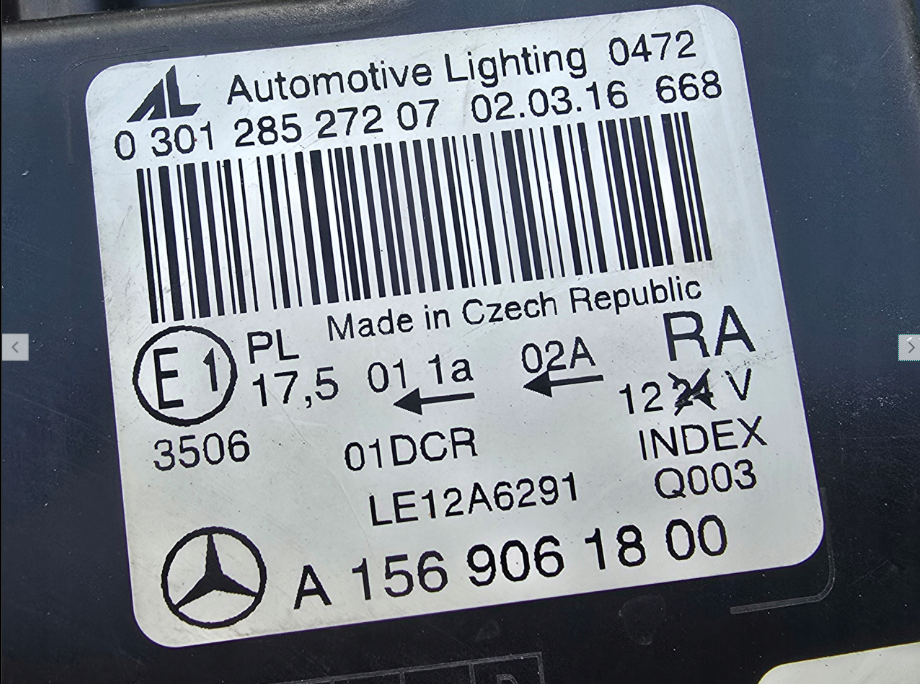 AL Automotive Lighting 0472
0 301 285 272 07 02.03.16 668
Made in Czech Republic
E1 PL 17,5 01 1a 02A RA
12 24 V
3506 01DCR INDEX
LE12A6291 Q003
A 156 906 18 00